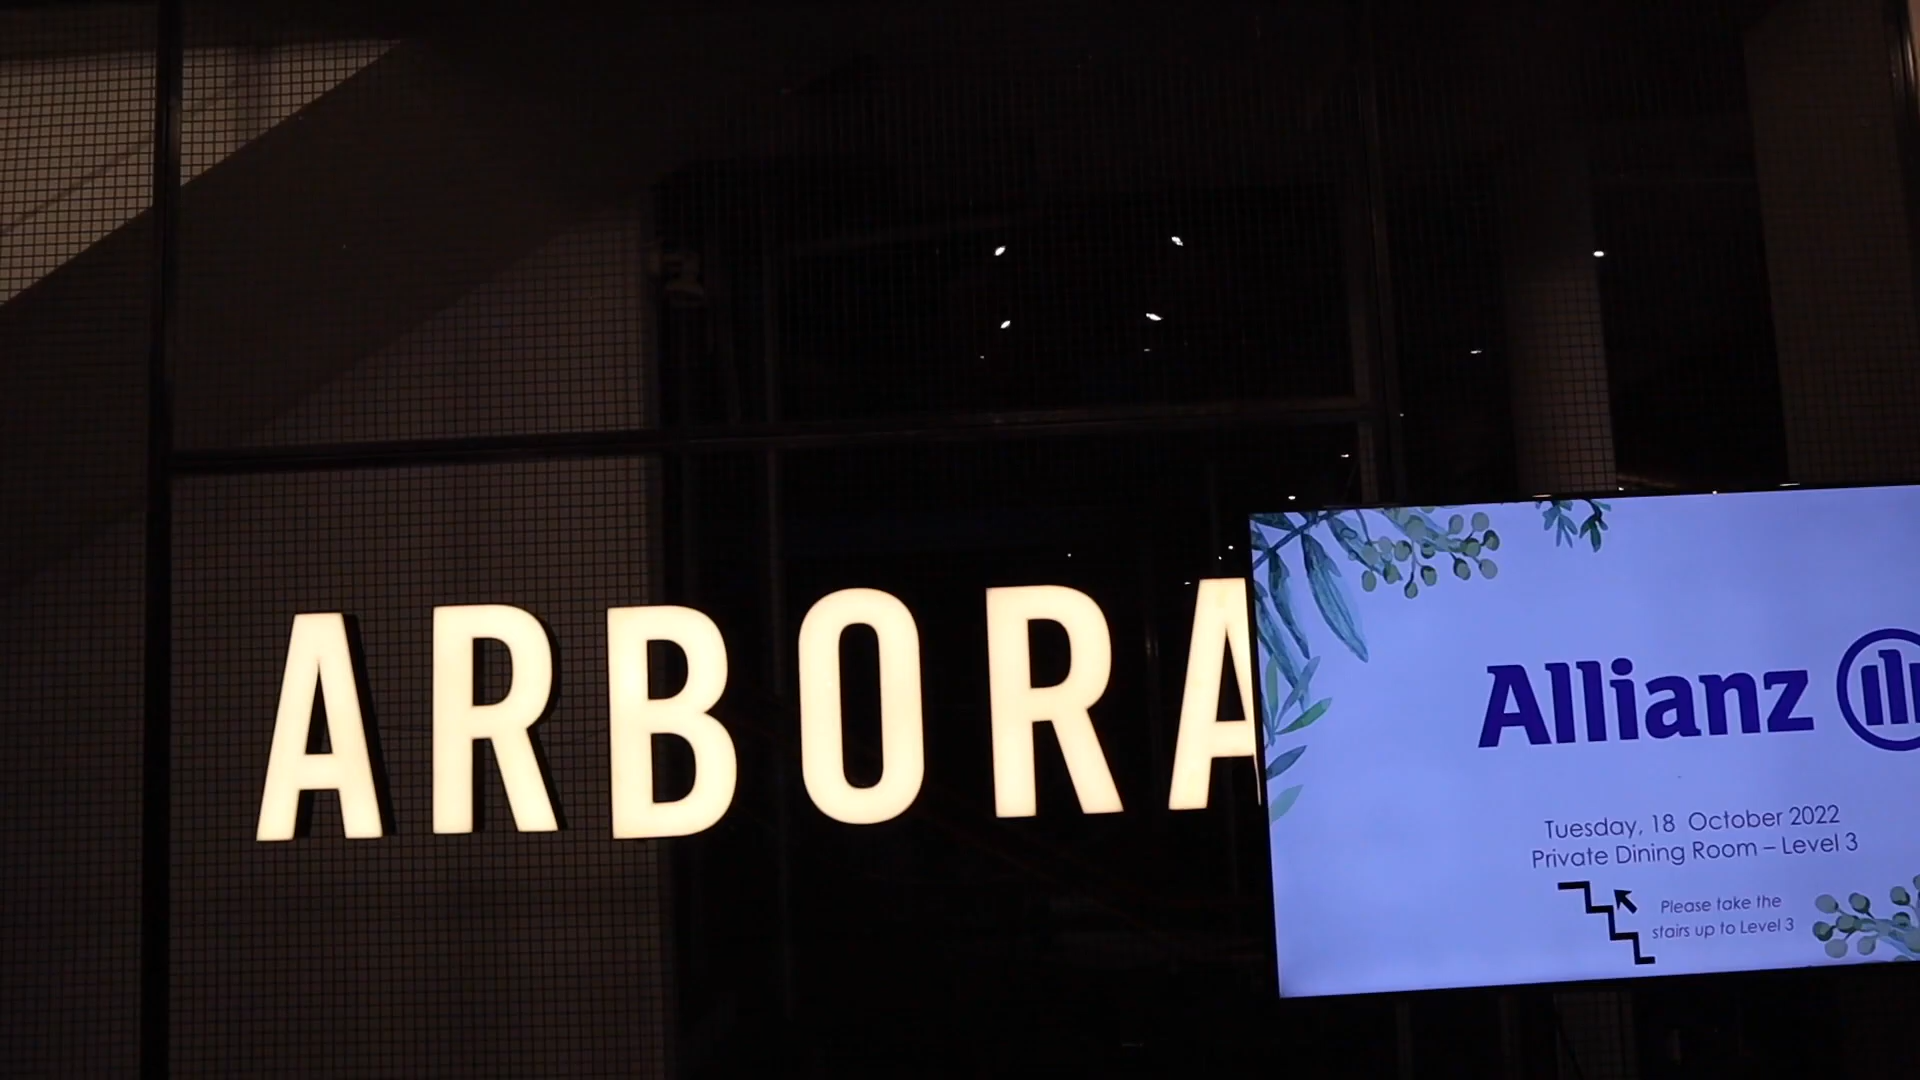 ARBORA
Allianz
Tuesday, 18 October 2022
Private Dining Room – Level 3
Please take the
stairs up to Level 3